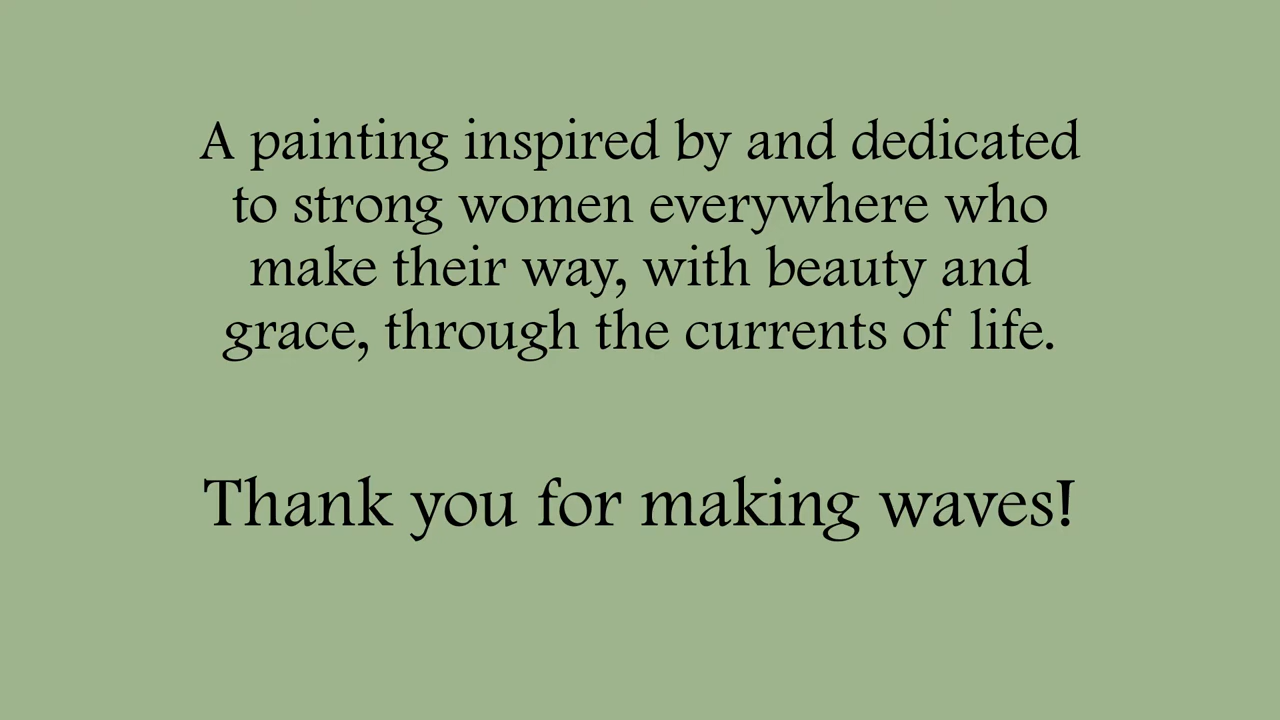 A painting inspired by and dedicated
to strong women everywhere who
make their way, with beauty and
grace, through the currents of life.
Thank you for making waves!